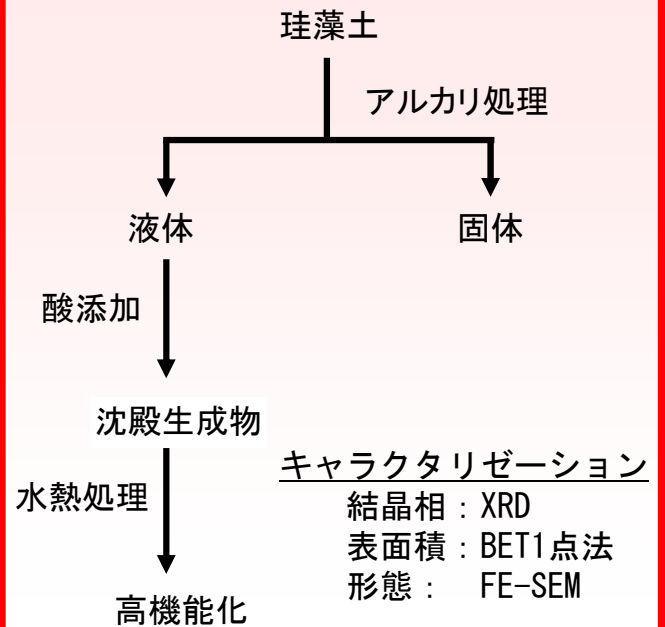 珪藻土
アルカリ処理
液体
固体
酸添加
沈殿生成物
水熱処理
高機能化
キャラクタリゼーション
結晶相：XRD
表面積：BET1点法
形態： FE-SEM